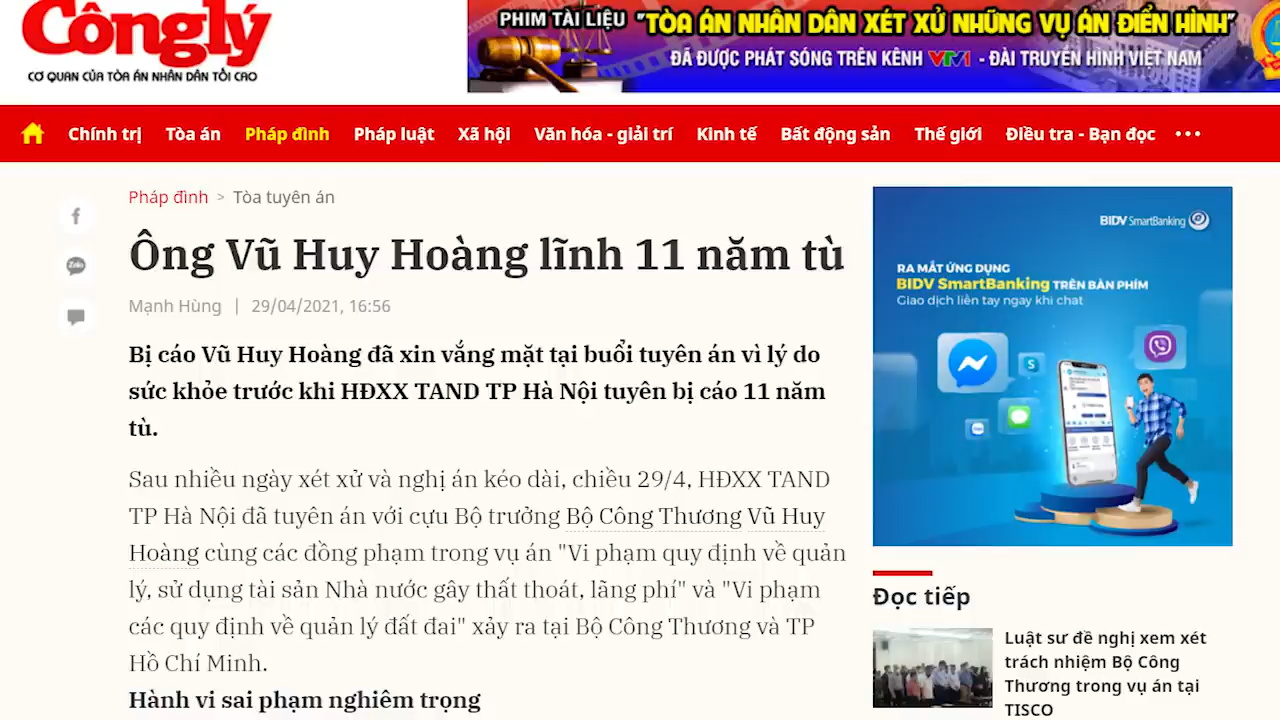 Cônglý
CƠ QUAN CỦA TÒA ÁN NHÂN DÂN TỐI CAO
PHIM TÀI LIỆU "TÒA ÁN NHÂN DÂN XÉT XỬ NHỮNG VỤ ÁN ĐIỂN HÌNH"
ĐÃ ĐƯỢC PHÁT SÓNG TRÊN KÊNH VTV1 - ĐÀI TRUYỀN HÌNH VIỆT NAM
Chính trị Tòa án Pháp đình Pháp luật Xã hội Văn hóa - giải trí Kinh tế Bất động sản Thế giới Điều tra - Bạn đọc
Pháp đình > Tòa tuyên án
Ông Vũ Huy Hoàng lĩnh 11 năm tù
Mạnh Hùng | 29/04/2021, 16:56
Bị cáo Vũ Huy Hoàng đã xin vắng mặt tại buổi tuyên án vì lý do
sức khỏe trước khi HĐXX TAND TP Hà Nội tuyên bị cáo 11 năm
tù.
Sau nhiều ngày xét xử và nghị án kéo dài, chiều 29/4, HĐXX TAND
TP Hà Nội đã tuyên án với cựu Bộ trưởng Bộ Công Thương Vũ Huy
Hoàng cùng các đồng phạm trong vụ án "Vi phạm quy định về quản
lý, sử dụng tài sản Nhà nước gây thất thoát, lãng phí" và "Vi phạm
các quy định về quản lý đất đai" xảy ra tại Bộ Công Thương và TP
Hồ Chí Minh.
Hành vi sai phạm nghiêm trọng
Zalo
BIDV SmartBanking
RA MẮT ỨNG DỤNG
BIDV SmartBanking TRÊN BÀN PHÍM
Giao dịch liền tay ngay khi chat
Đọc tiếp
Luật sư đề nghị xem xét
trách nhiệm Bộ Công
Thương trong vụ án tại
TISCO